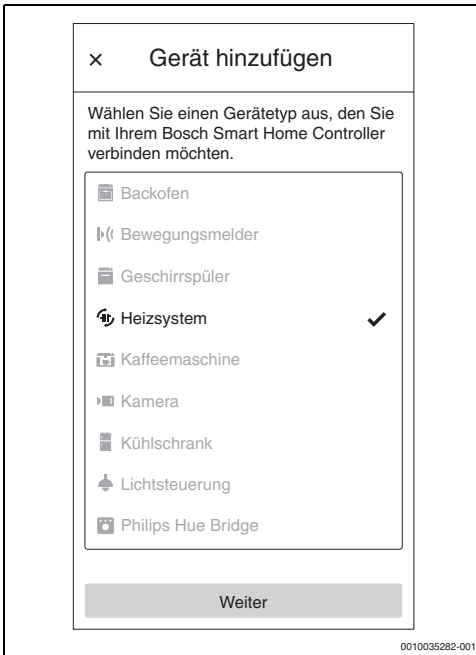 × Gerät hinzufügen
Wählen Sie einen Gerätetyp aus, den Sie
mit Ihrem Bosch Smart Home Controller
verbinden möchten.
Backofen
Bewegungsmelder
Geschirrspüler
Heizsystem
Kaffeemaschine
Kamera
Kühlschrank
Lichtsteuerung
Philips Hue Bridge
Weiter
0010035282-001